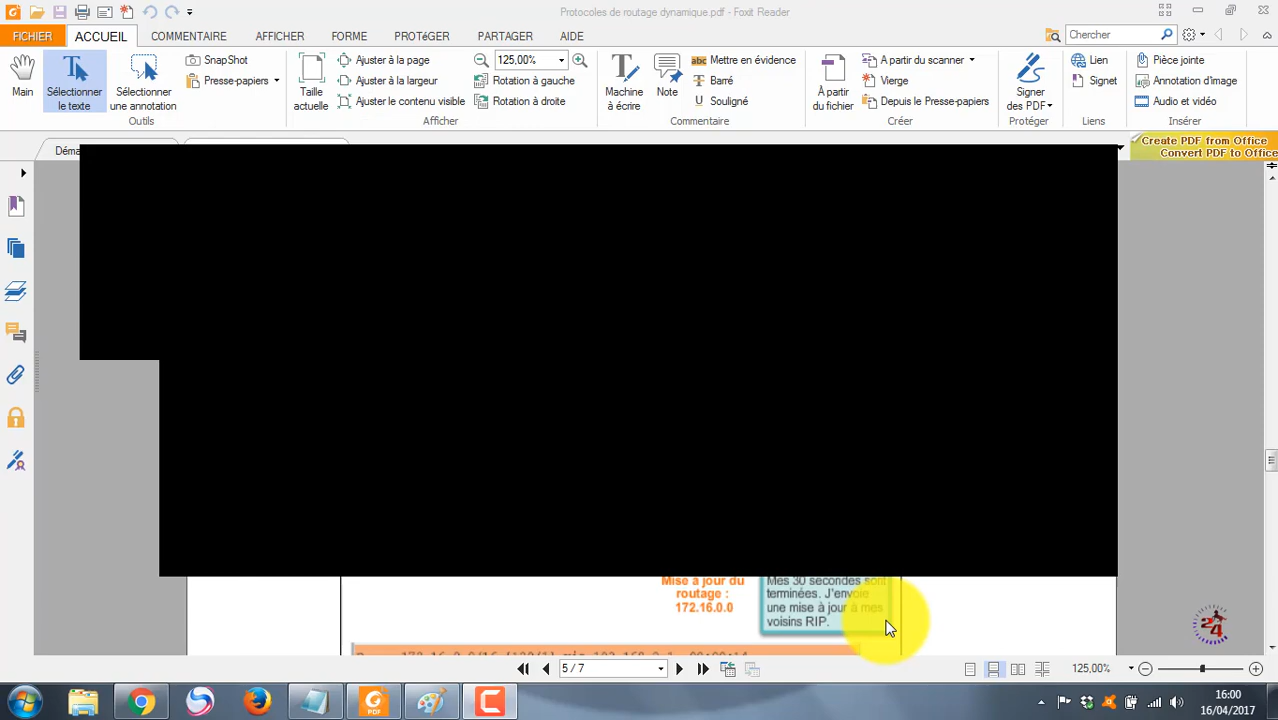 Protocoles de routage dynamique.pdf - Foxit Reader
FICHIER ACCUEIL COMMENTAIRE AFFICHER FORME PROTéGER PARTAGER AIDE
Chercher
Main
Sélectionner le texte
Sélectionner une annotation
SnapShot
Presse-papiers
Outils
Taille actuelle
Ajuster à la page
Ajuster à la largeur
Ajuster le contenu visible
125,00%
Rotation à gauche
Rotation à droite
Afficher
Machine à écrire
Note
abc Mettre en évidence
T Barré
U Souligné
Commentaire
À partir du fichier
A partir du scanner
Vierge
Depuis le Presse-papiers
Créer
Signer des PDF
Protéger
Lien
Signet
Liens
Pièce jointe
Annotation d'image
Audio et vidéo
Insérer
Create PDF from Office
Convert PDF to Office
Mise à jour du
routage :
172.16.0.0
Mes 30 secondes sont
terminées. J'envoie
une mise à jour à mes
voisins RIP.
24
5 / 7
125,00%
PDF
16:00
16/04/2017